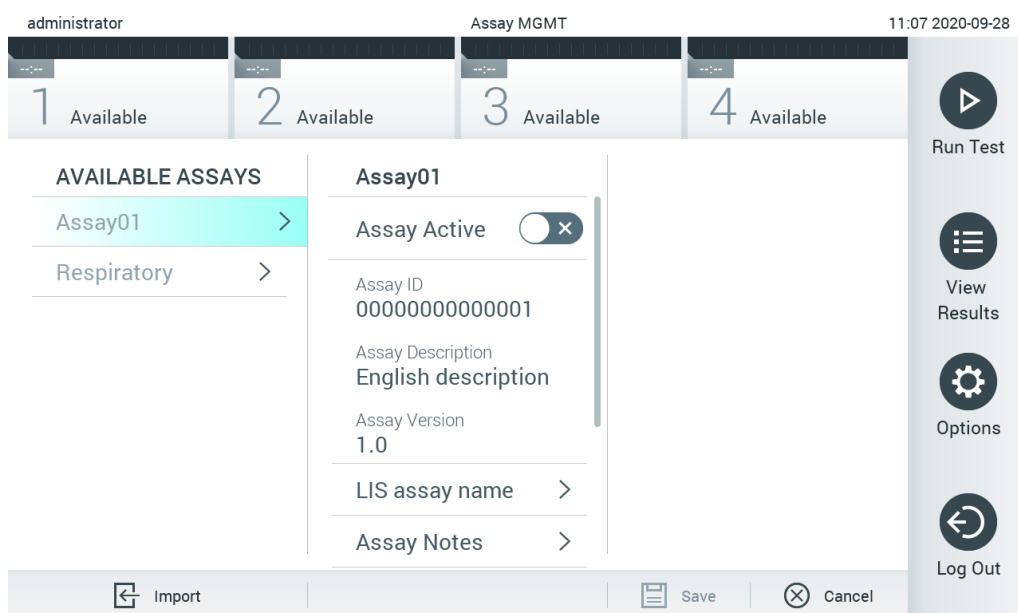 administrator
Assay MGMT
11:07 2020-09-28
--:--
1 Available
--:--
2 Available
--:--
3 Available
--:--
4 Available
AVAILABLE ASSAYS
Assay01
Respiratory
Assay01
Assay Active
Assay ID
00000000000001
Assay Description
English description
Assay Version
1.0
LIS assay name
Assay Notes
Run Test
View
Results
Options
Log Out
Import
Save
Cancel